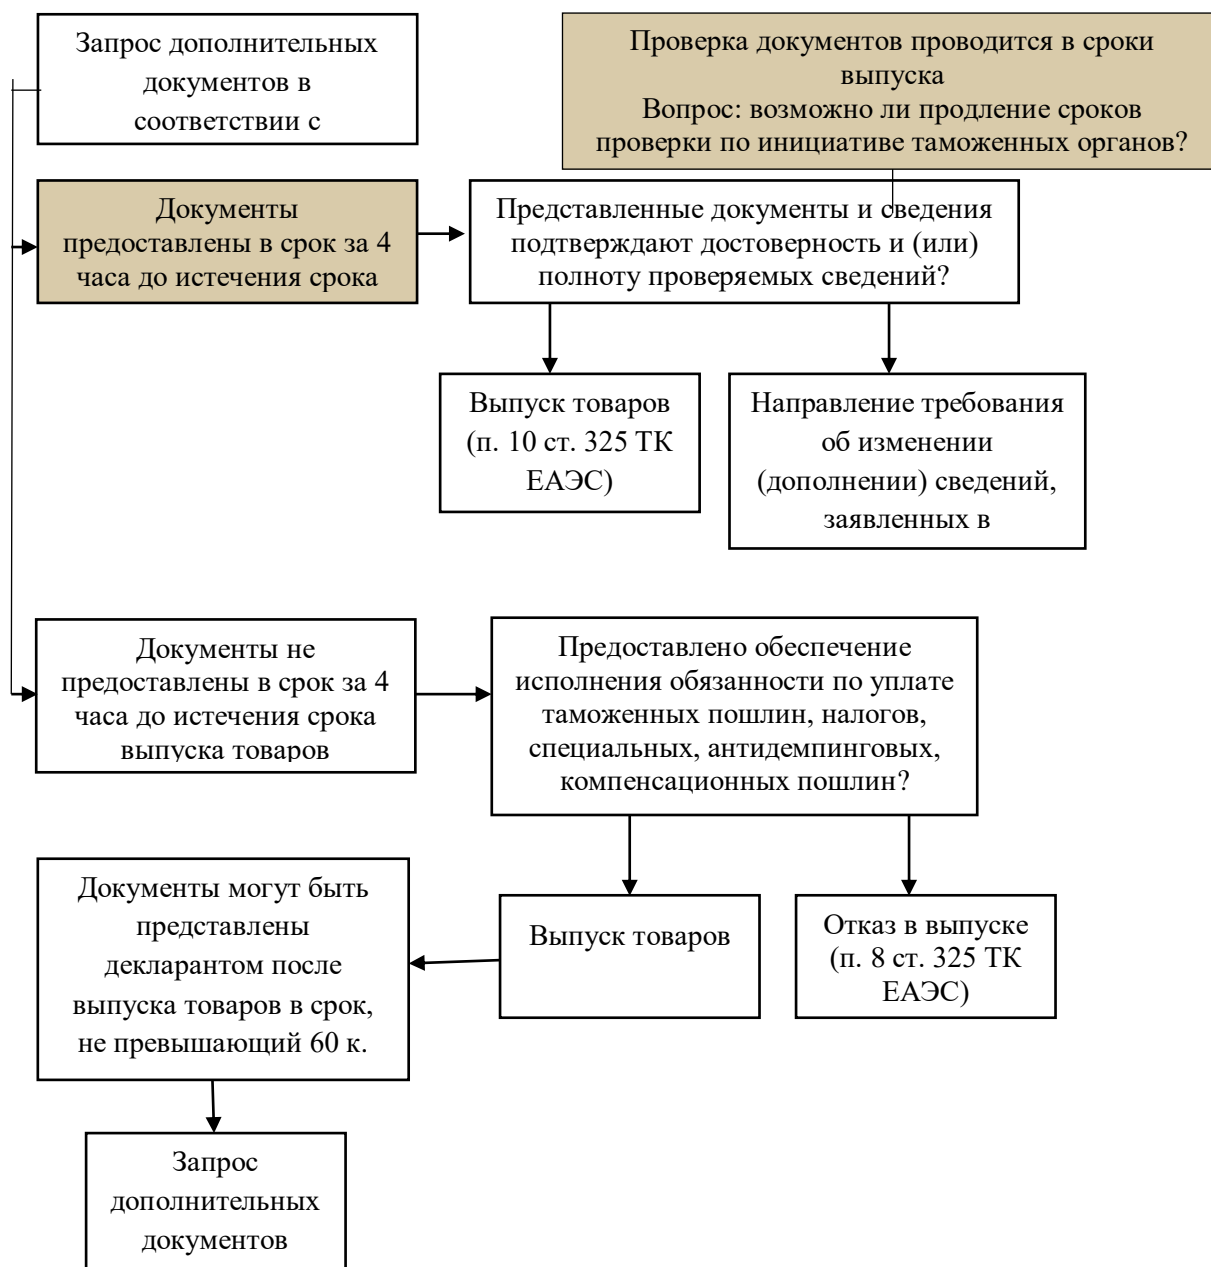 Запрос дополнительных
документов в
соответствии с
Проверка документов проводится в сроки
выпуска
Вопрос: возможно ли продление сроков
проверки по инициативе таможенных органов?
Документы
предоставлены в срок за 4
часа до истечения срока
Представленные документы и сведения
подтверждают достоверность и (или)
полноту проверяемых сведений?
Выпуск товаров
(п. 10 ст. 325 ТК
ЕАЭС)
Направление требования
об изменении
(дополнении) сведений,
заявленных в
Документы не
предоставлены в срок за 4
часа до истечения срока
выпуска товаров
Предоставлено обеспечение
исполнения обязанности по уплате
таможенных пошлин, налогов,
специальных, антидемпинговых,
компенсационных пошлин?
Документы могут быть
представлены
декларантом после
выпуска товаров в срок,
не превышающий 60 к.
Выпуск товаров
Отказ в выпуске
(п. 8 ст. 325 ТК
ЕАЭС)
Запрос
дополнительных
документов